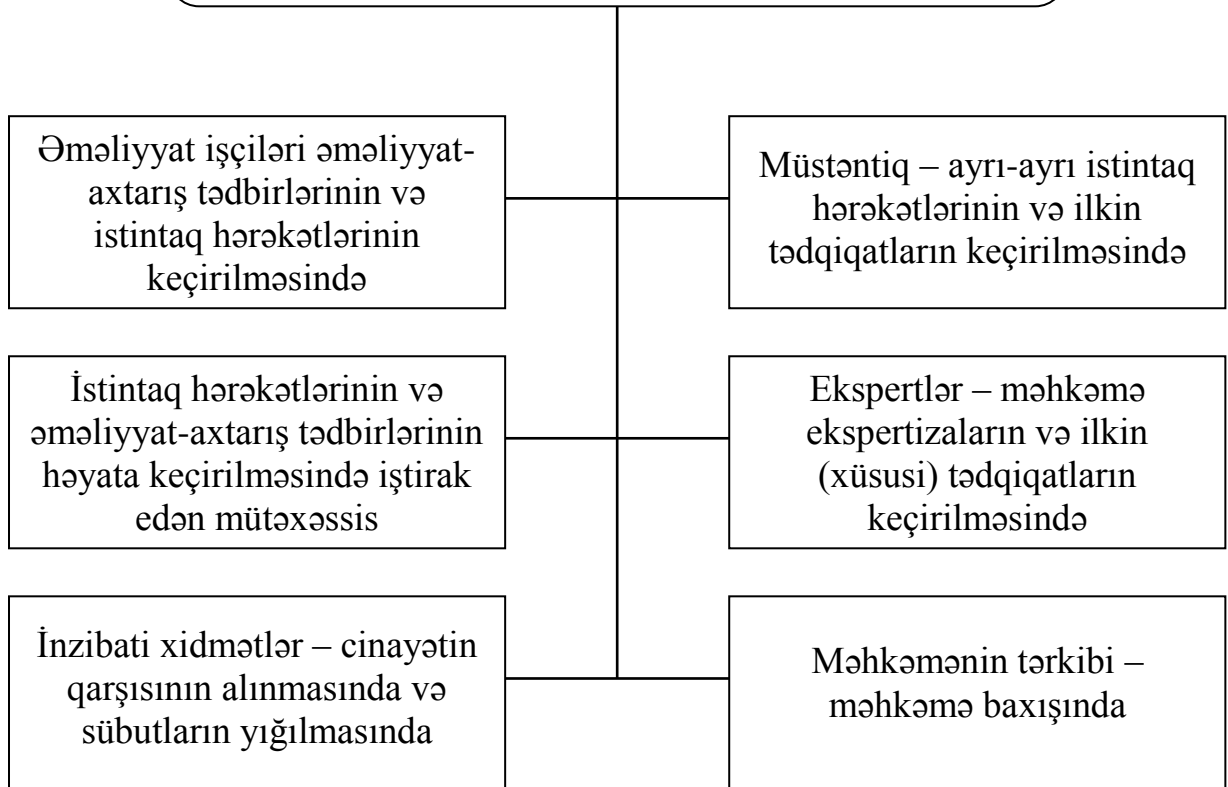 Əməliyyat işçiləri əməliyyat-
axtarış tədbirlərinin və
istintaq hərəkətlərinin
keçirilməsində
Müstəntiq – ayrı-ayrı istintaq
hərəkətlərinin və ilkin
tədqiqatların keçirilməsində
İstintaq hərəkətlərinin və
əməliyyat-axtarış tədbirlərinin
həyata keçirilməsində iştirak
edən mütəxəssis
Ekspertlər – məhkəmə
ekspertizaların və ilkin
(xüsusi) tədqiqatların
keçirilməsində
İnzibati xidmətlər – cinayətin
qarşısının alınmasında və
sübutların yığılmasında
Məhkəmənin tərkibi –
məhkəmə baxışında